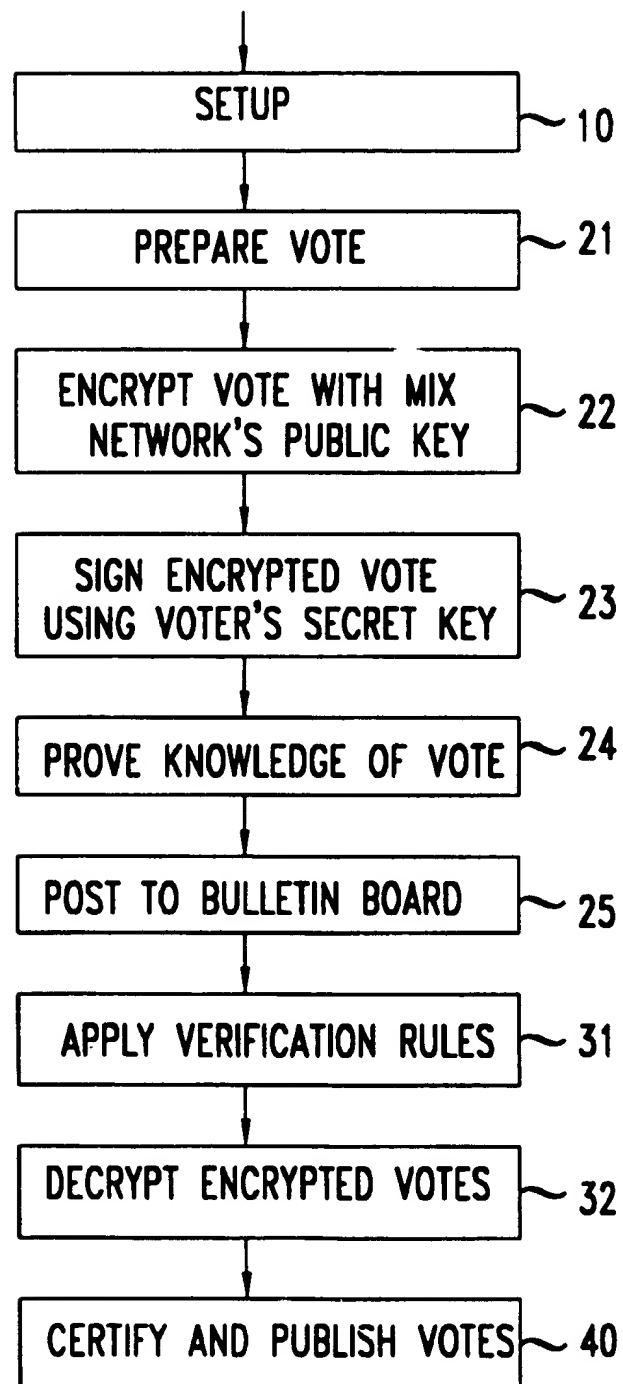 SETUP
10
PREPARE VOTE
21
ENCRYPT VOTE WITH MIX
NETWORK'S PUBLIC KEY
22
SIGN ENCRYPTED VOTE
USING VOTER'S SECRET KEY
23
PROVE KNOWLEDGE OF VOTE
24
POST TO BULLETIN BOARD
25
APPLY VERIFICATION RULES
31
DECRYPT ENCRYPTED VOTES
32
CERTIFY AND PUBLISH VOTES
40